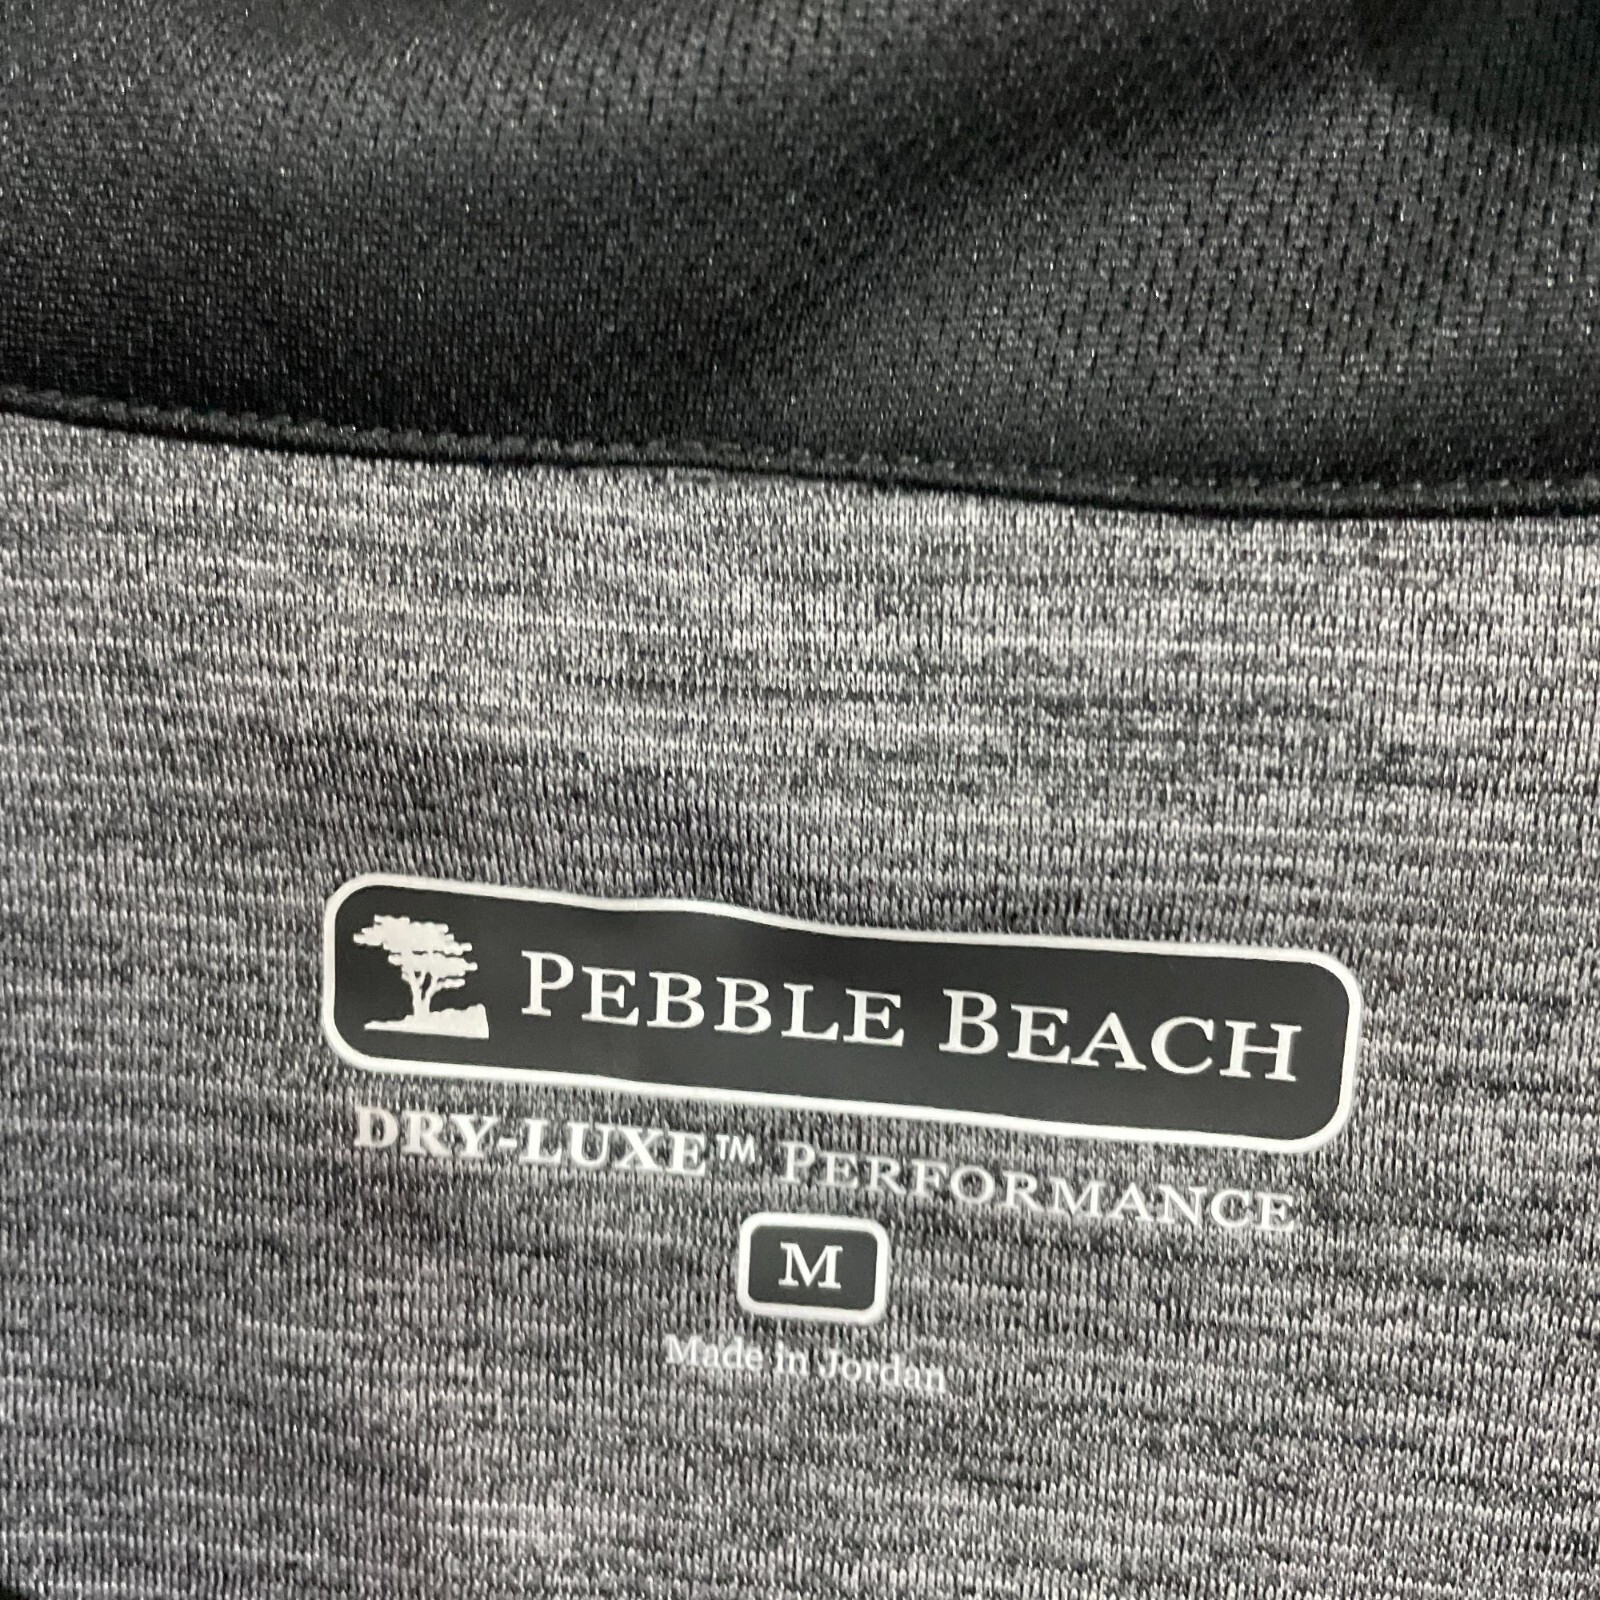 PEBBLE BEACH
DRY-LUXE™ PERFORMANCE
M
Made in Jordan